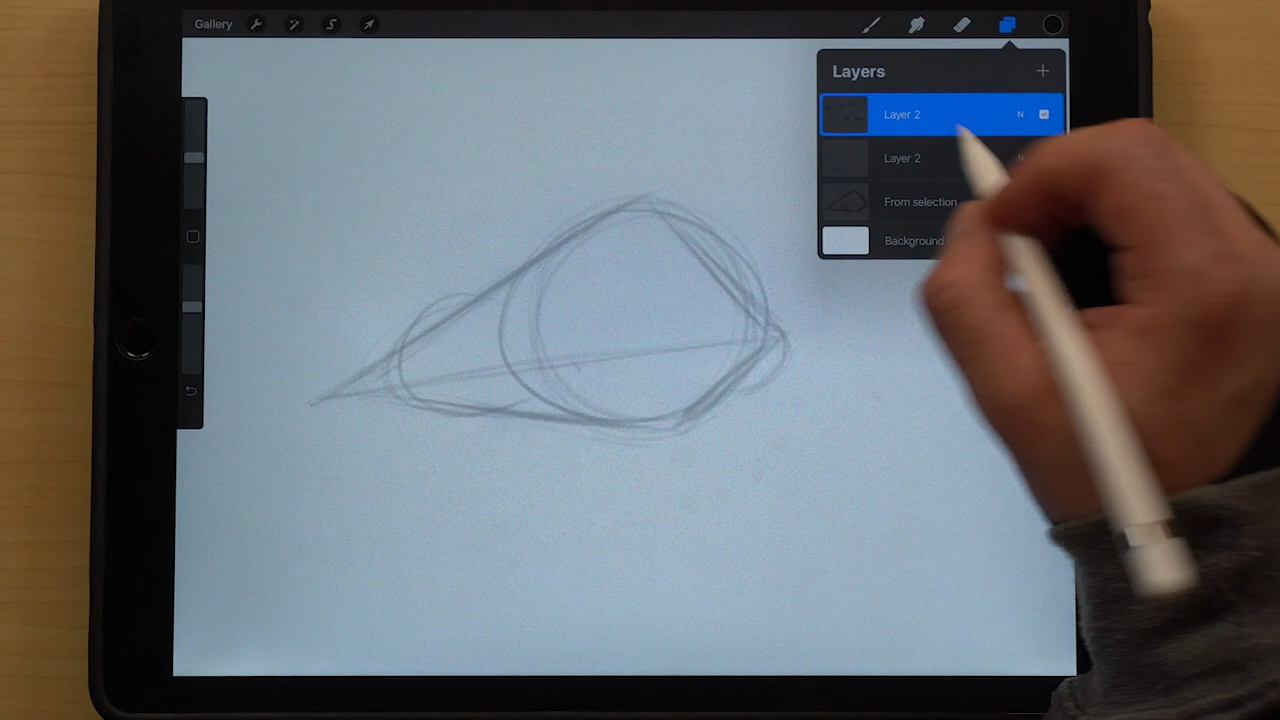 Gallery
Layers
Layer 2 N
Layer 2
From selection
Background